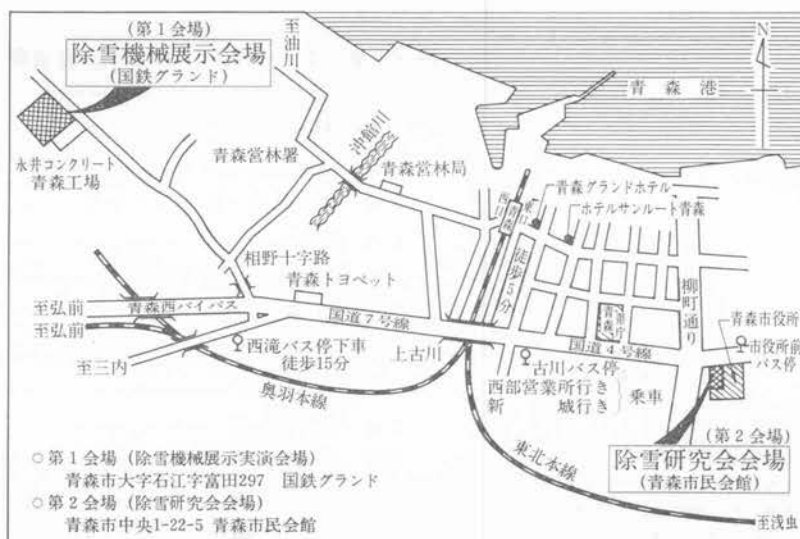 (第1会場)
除雪機械展示会場
(国鉄グランド)
至油川
N
青森港
沖館川
永井コンクリート
青森工場
青森営林署
青森営林局
青森グランドホテル
ホテルサンルート青森
西口
青森
東口
徒歩5分
相野十字路
青森トヨペット
柳町通り
至弘前
青森西バイパス
国道7号線
青森県庁
青森市役所
至弘前
国道4号線
市役所前
バス停
西滝バス停下車
徒歩15分
上古川
古川バス停
至三内
西部営業所行き
新城行き
乗車
奥羽本線
東北本線
(第2会場)
除雪研究会会場
(青森市民会館)
○第1会場(除雪機械展示実演会場)
青森市大字石江字富田297 国鉄グランド
○第2会場(除雪研究会会場)
青森市中央1-22-5 青森市民会館
至浅虫